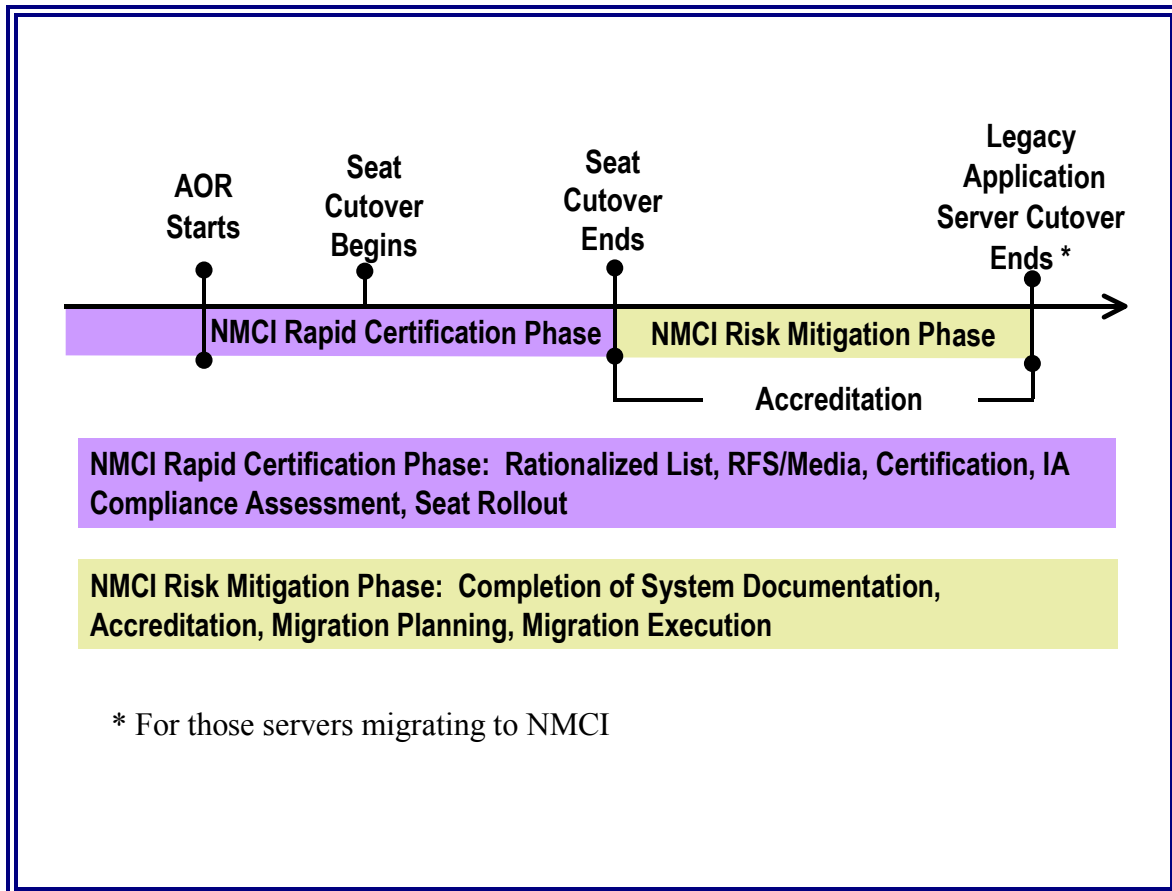 AOR
Starts
Seat
Cutover
Begins
Seat
Cutover
Ends
Legacy
Application
Server Cutover
Ends *
NMCI Rapid Certification Phase
NMCI Risk Mitigation Phase
Accreditation
NMCI Rapid Certification Phase:  Rationalized List, RFS/Media, Certification, IA
Compliance Assessment, Seat Rollout
NMCI Risk Mitigation Phase:  Completion of System Documentation,
Accreditation, Migration Planning, Migration Execution
* For those servers migrating to NMCI